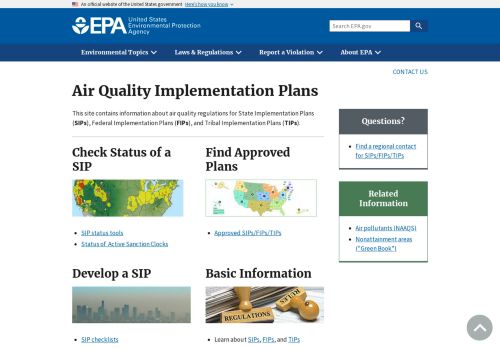 An official website of the United States government Here's how you know
EPA United States
Environmental Protection
Agency
Search EPA.gov
Environmental Topics Laws & Regulations Report a Violation About EPA
CONTACT US
Air Quality Implementation Plans
This site contains information about air quality regulations for State Implementation Plans
(SIPs), Federal Implementation Plans (FIPs), and Tribal Implementation Plans (TIPs).
Check Status of a
SIP
• SIP status tools
• Status of Active Sanction Clocks
Find Approved
Plans
• Approved SIPs/FIPs/TIPs
Develop a SIP
• SIP checklists
Basic Information
REGULATIONS
RULES
• Learn about SIPs, FIPs, and TIPs
Questions?
• Find a regional contact
for SIPs/FIPs/TIPs
Related
Information
• Air pollutants (NAAQS)
• Nonattainment areas
("Green Book")